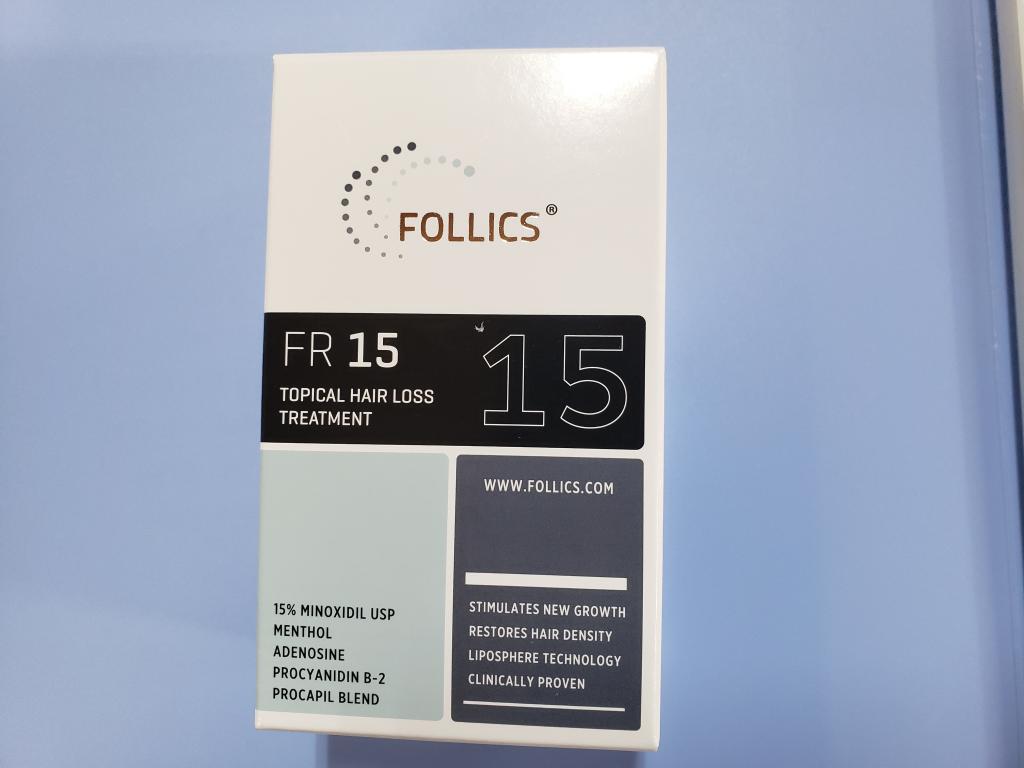 FOLLICS®
FR 15
15
TOPICAL HAIR LOSS
TREATMENT
15% MINOXIDIL USP
MENTHOL
ADENOSINE
PROCYANIDIN B-2
PROCAPIL BLEND
WWW.FOLLICS.COM
STIMULATES NEW GROWTH
RESTORES HAIR DENSITY
LIPOSPHERE TECHNOLOGY
CLINICALLY PROVEN